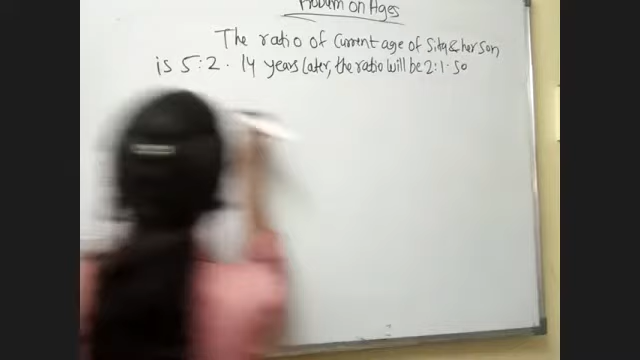 Problem on Ages
The ratio of Current age of Sita & her Son
is 5:2. 14 years later, the ratio will be 2:1. So